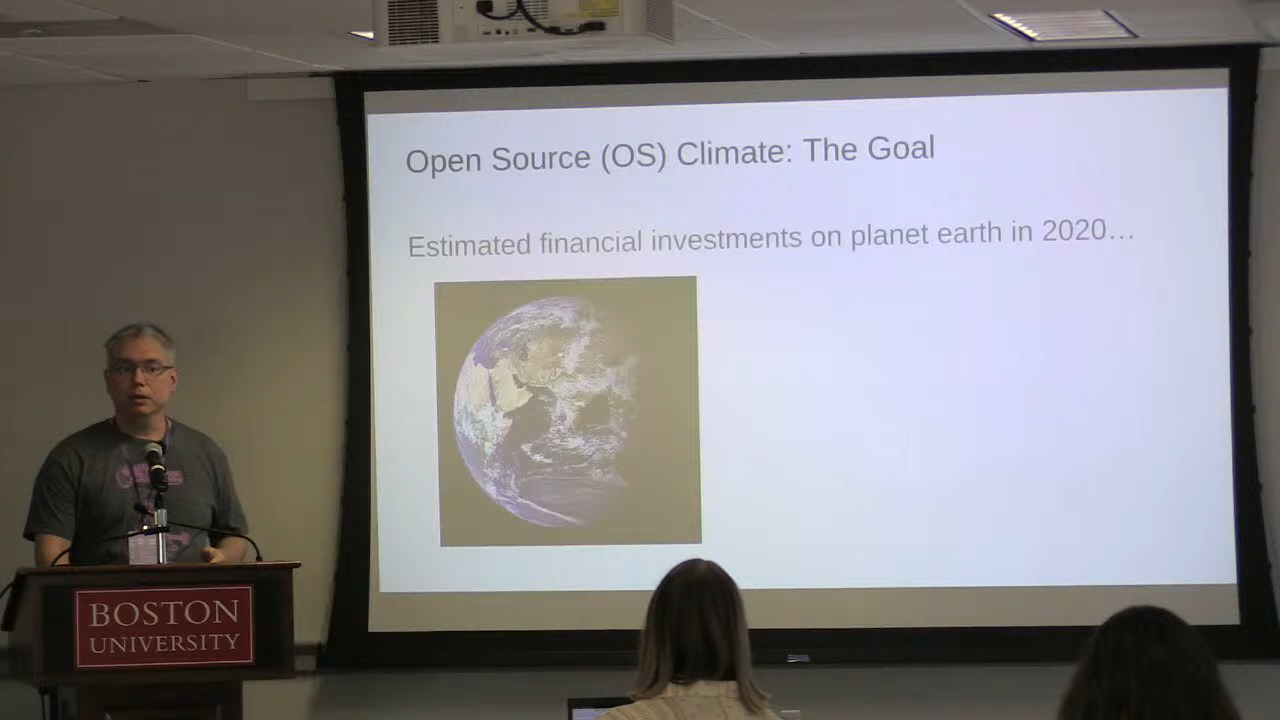 Open Source (OS) Climate: The Goal
Estimated financial investments on planet earth in 2020…
BOSTON
UNIVERSITY